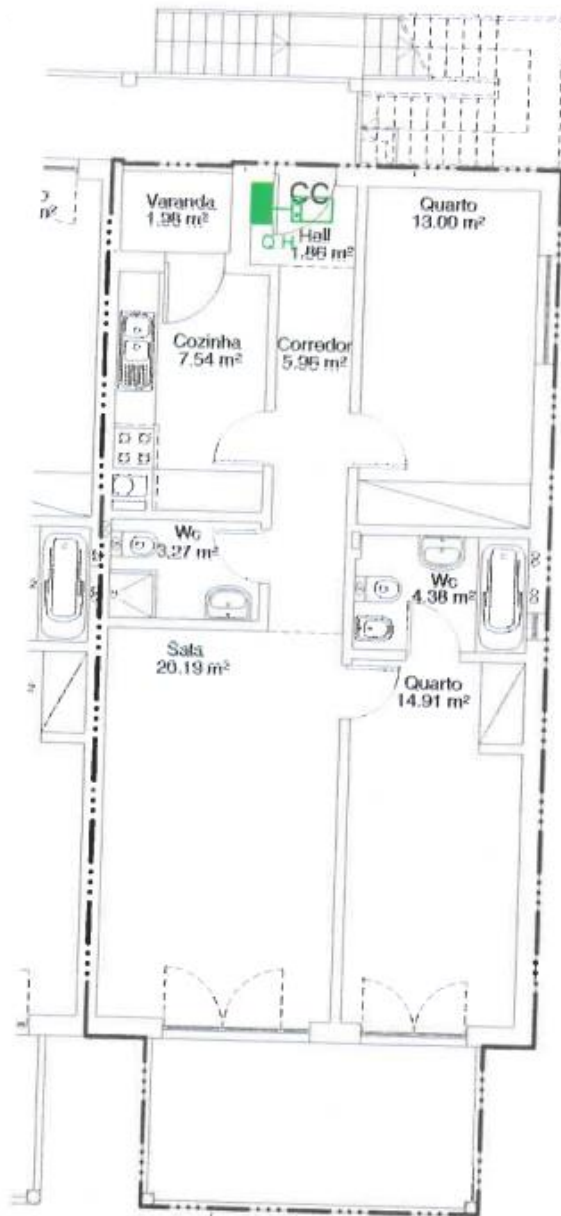 m²
Varanda
1.98 m²
CC
Q H
Hall
1.86 m²
Quarto
13.00 m²
Cozinha
7.54 m²
Corredor
5.96 m²
Wc
3.27 m²
Wc
4.38 m²
Sala
20.19 m²
Quarto
14.91 m²